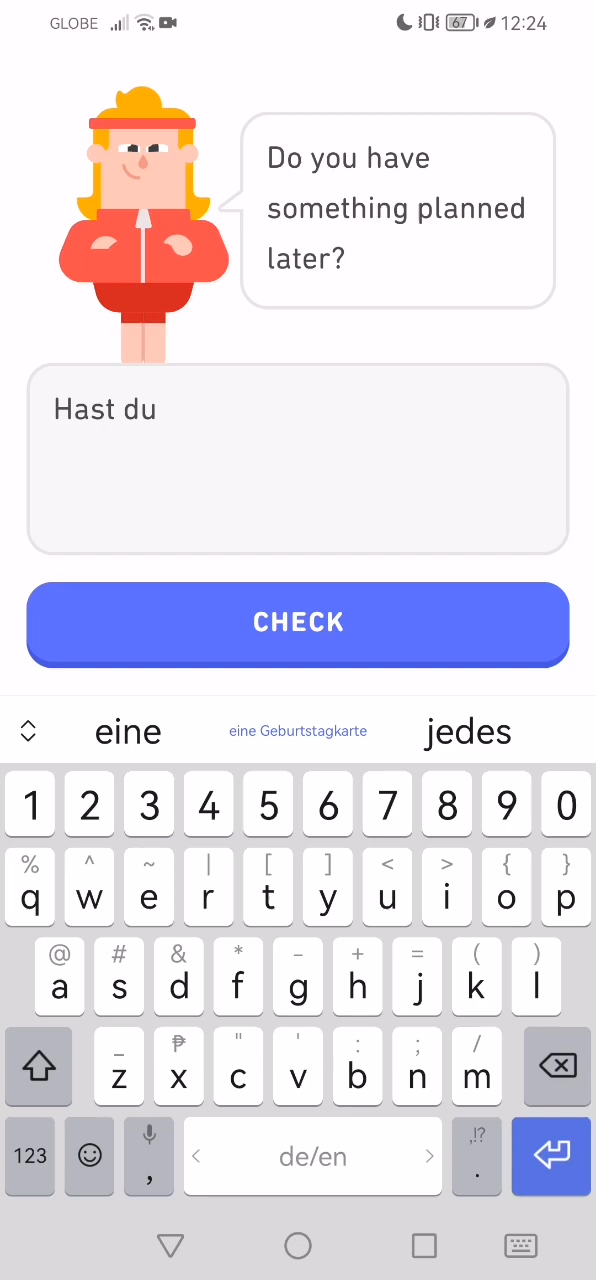 GLOBE 67 12:24
Do you have
something planned
later?
Hast du
CHECK
eine eine Geburtstagkarte jedes
1 2 3 4 5 6 7 8 9 0
% ^ ~ | [ ] < > { }
q w e r t y u i o p
@ # & * - + = ( )
a s d f g h j k l
_ ₱ " ' : ; /
z x c v b n m
123 , < de/en > ,!? .